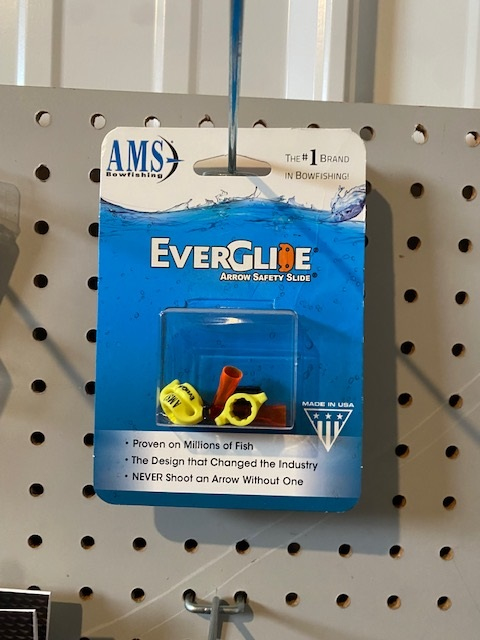 AMS
Bowfishing
THE #1 BRAND
IN BOWFISHING!
EVERGLIDE®
ARROW SAFETY SLIDE®
AMS
MADE IN USA
• Proven on Millions of Fish
• The Design that Changed the Industry
• NEVER Shoot an Arrow Without One